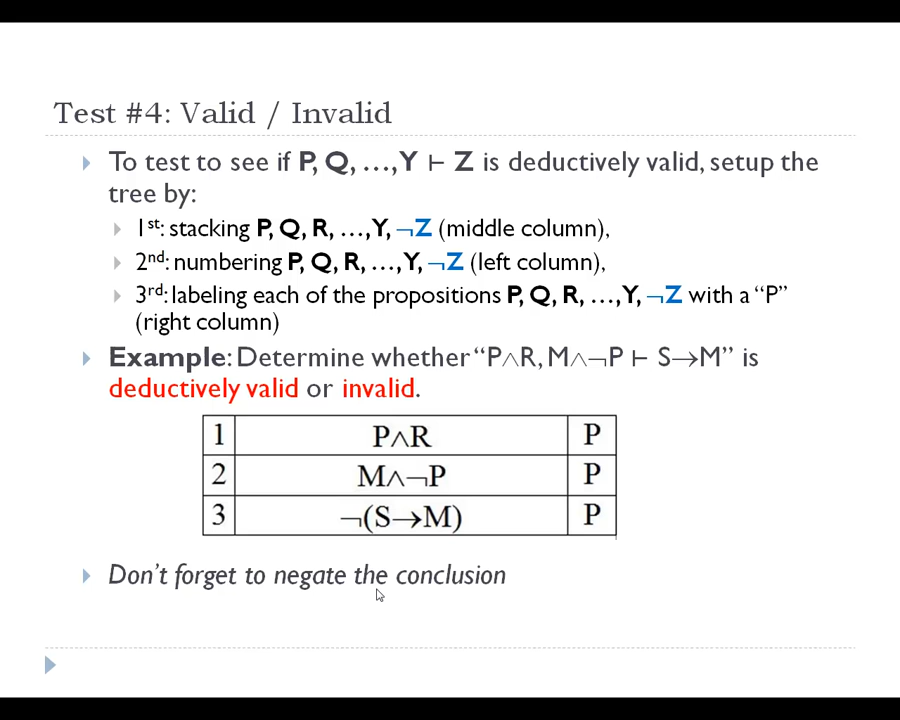 Test #4: Valid / Invalid
To test to see if P, Q, …,Y ⊢ Z is deductively valid, setup the
tree by:
1st: stacking P, Q, R, …,Y, ¬Z (middle column),
2nd: numbering P, Q, R, …,Y, ¬Z (left column),
3rd: labeling each of the propositions P, Q, R, …,Y, ¬Z with a “P”
(right column)
Example: Determine whether “P∧R, M∧¬P ⊢ S→M” is
deductively valid or invalid.
1 P∧R P
2 M∧¬P P
3 ¬(S→M) P
Don’t forget to negate the conclusion